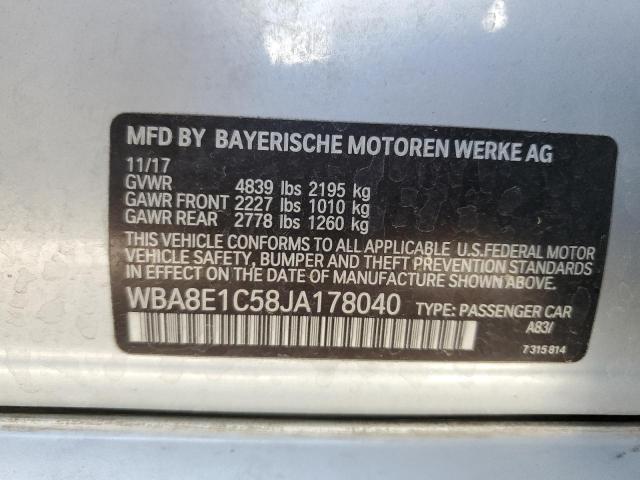 MFD BY BAYERISCHE MOTOREN WERKE AG
11/17
GVWR 4839 lbs 2195 kg
GAWR FRONT 2227 lbs 1010 kg
GAWR REAR 2778 lbs 1260 kg
THIS VEHICLE CONFORMS TO ALL APPLICABLE U.S.FEDERAL MOTOR
VEHICLE SAFETY, BUMPER AND THEFT PREVENTION STANDARDS
IN EFFECT ON THE DATE OF MANUFACTURE SHOWN ABOVE.
WBA8E1C58JA178040 TYPE: PASSENGER CAR
A83/
7 315 814